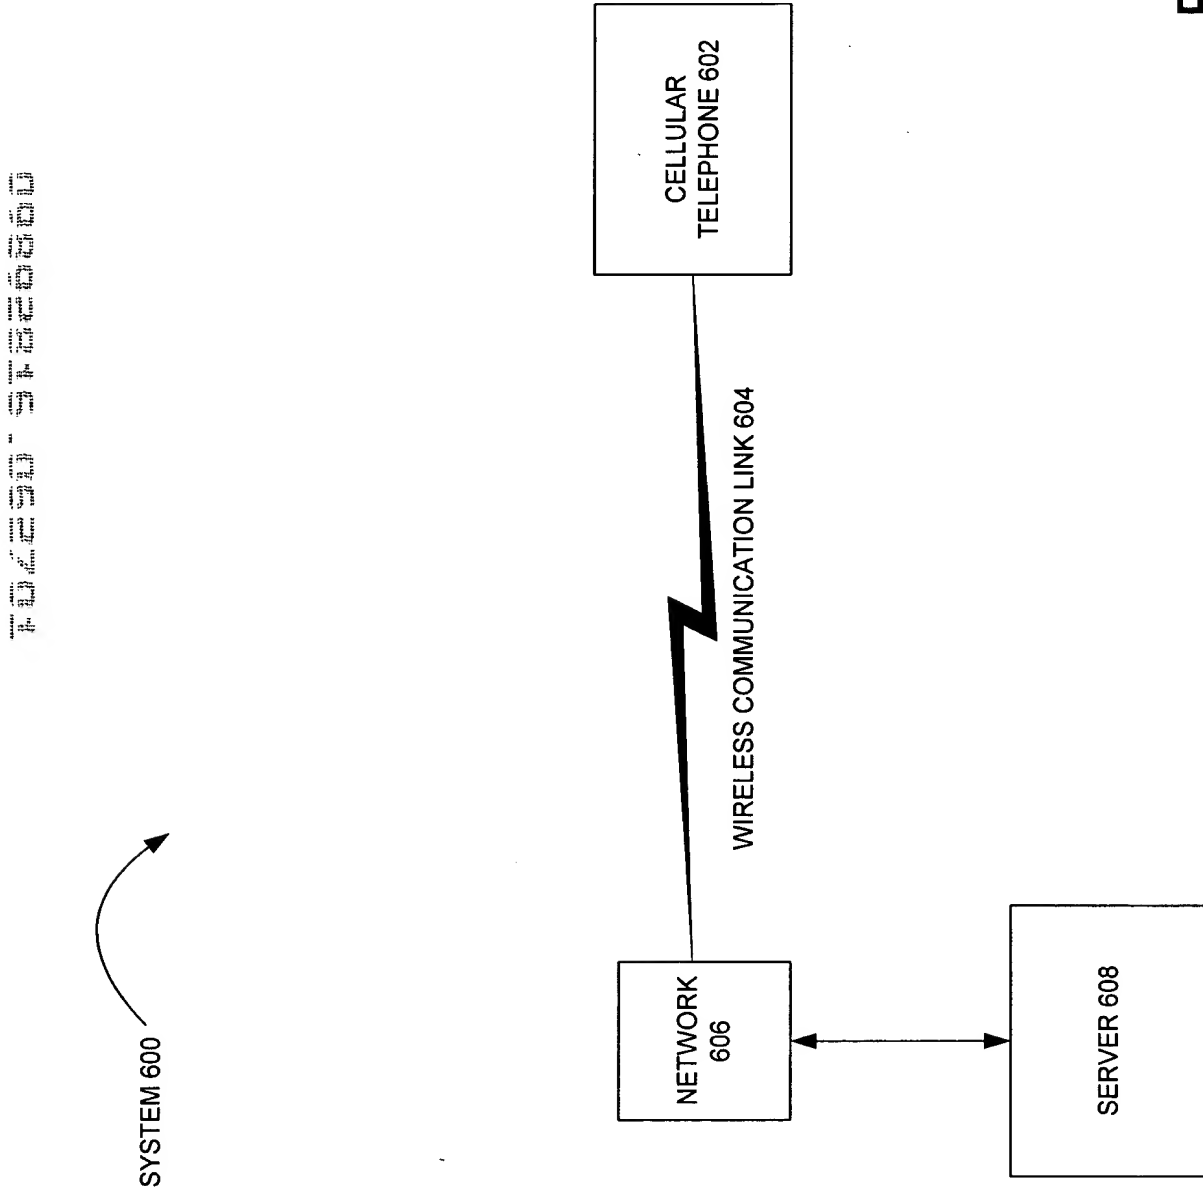 SYSTEM 600
CELLULAR
TELEPHONE 602
NETWORK
606
WIRELESS COMMUNICATION LINK 604
SERVER 608